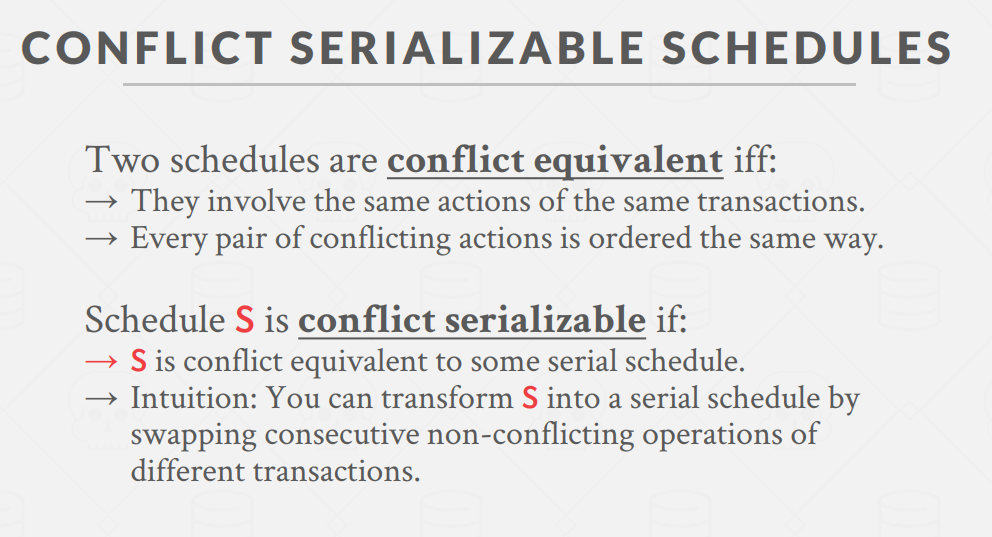 CONFLICT SERIALIZABLE SCHEDULES
Two schedules are conflict equivalent iff:
→ They involve the same actions of the same transactions.
→ Every pair of conflicting actions is ordered the same way.
Schedule S is conflict serializable if:
→ S is conflict equivalent to some serial schedule.
→ Intuition: You can transform S into a serial schedule by
swapping consecutive non-conflicting operations of
different transactions.